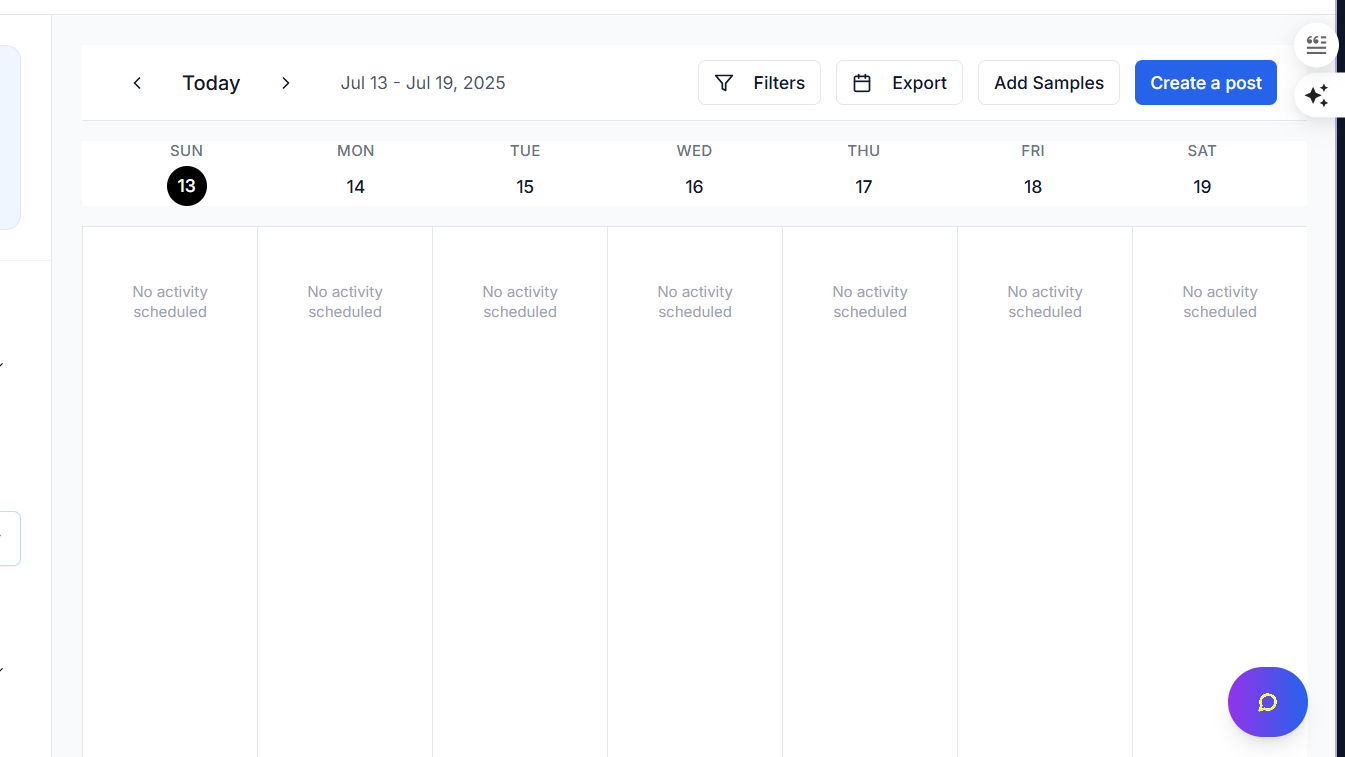 Today
Jul 13 - Jul 19, 2025
Filters
Export
Add Samples
Create a post
SUN MON TUE WED THU FRI SAT
13 14 15 16 17 18 19
No activity scheduled
No activity scheduled
No activity scheduled
No activity scheduled
No activity scheduled
No activity scheduled
No activity scheduled